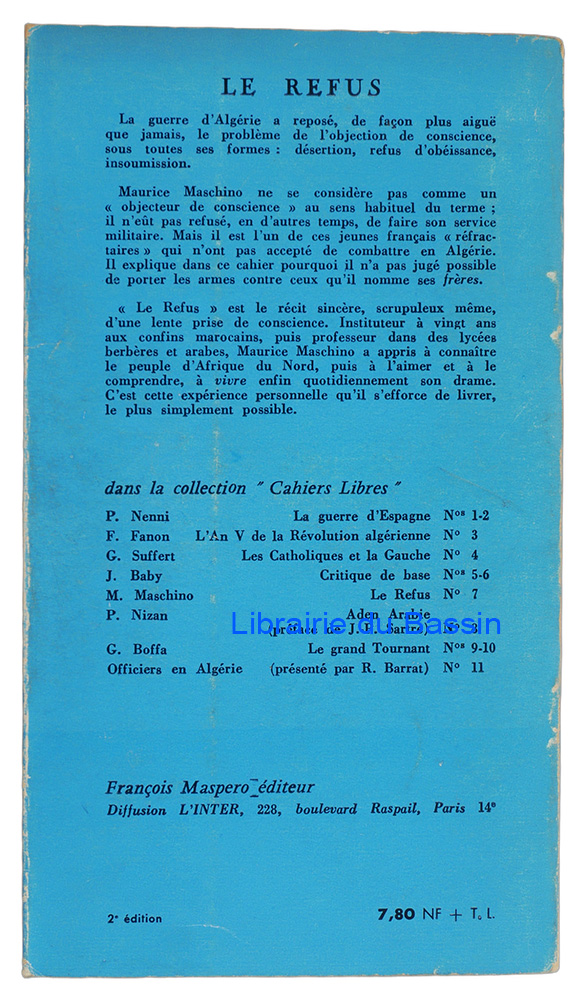 LE REFUS
La guerre d'Algérie a reposé, de façon plus aiguë
que jamais, le problème de l'objection de conscience,
sous toutes ses formes : désertion, refus d'obéissance,
insoumission.
Maurice Maschino ne se considère pas comme un
« objecteur de conscience » au sens habituel du terme ;
il n'eût pas refusé, en d'autres temps, de faire son service
militaire. Mais il est l'un de ces jeunes français « réfrac-
taires » qui n'ont pas accepté de combattre en Algérie.
Il explique dans ce cahier pourquoi il n'a pas jugé possible
de porter les armes contre ceux qu'il nomme ses frères.
« Le Refus » est le récit sincère, scrupuleux même,
d'une lente prise de conscience. Instituteur à vingt ans
aux confins marocains, puis professeur dans des lycées
berbères et arabes, Maurice Maschino a appris à connaître
le peuple d'Afrique du Nord, puis à l'aimer et à le
comprendre, à vivre enfin quotidiennement son drame.
C'est cette expérience personnelle qu'il s'efforce de livrer,
le plus simplement possible.
dans la collection " Cahiers Libres "
P. Nenni La guerre d'Espagne Nos 1-2
F. Fanon L'An V de la Révolution algérienne No 3
G. Suffert Les Catholiques et la Gauche No 4
J. Baby Critique de base Nos 5-6
M. Maschino Le Refus No 7
P. Nizan Aden Arabie
(préface de J.-P. Sartre) No 8
Librairie du Bassin
G. Boffa Le grand Tournant Nos 9-10
Officiers en Algérie (présenté par R. Barrat) No 11
François Maspero éditeur
Diffusion L'INTER, 228, boulevard Raspail, Paris 14e
2e édition 7,80 NF + T. L.